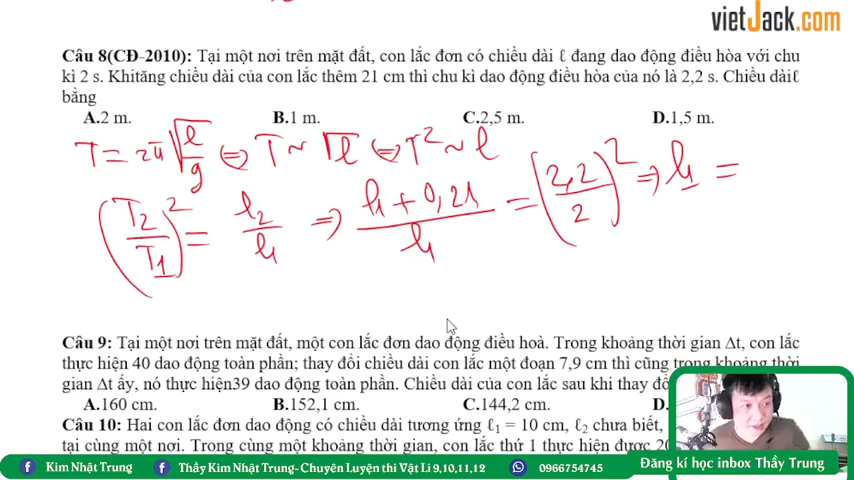 vietJack.com
Câu 8(CĐ-2010): Tại một nơi trên mặt đất, con lắc đơn có chiều dài ℓ đang dao động điều hòa với chu
kì 2 s. Khităng chiều dài của con lắc thêm 21 cm thì chu kì dao động điều hòa của nó là 2,2 s. Chiều dàiℓ
bằng
A.2 m. B.1 m. C.2,5 m. D.1,5 m.
T = 2π√(l/g) ⇔ T ~ √l ⇔ T² ~ l
(T₂/T₁)² = l₂/l₁ ⇒ (l₁ + 0,21)/l₁ = (2,2/2)² ⇒ l₁ =
Câu 9: Tại một nơi trên mặt đất, một con lắc đơn dao động điều hoà. Trong khoảng thời gian Δt, con lắc
thực hiện 40 dao động toàn phần; thay đổi chiều dài con lắc một đoạn 7,9 cm thì cũng trong khoảng thời
gian Δt ấy, nó thực hiện39 dao động toàn phần. Chiều dài của con lắc sau khi thay đổ
A.160 cm. B.152,1 cm. C.144,2 cm. D.
Câu 10: Hai con lắc đơn dao động có chiều dài tương ứng ℓ₁ = 10 cm, ℓ₂ chưa biết,
tại cùng một nơi. Trong cùng một khoảng thời gian, con lắc thứ 1 thực hiện được 20
Kim Nhật Trung Thầy Kim Nhật Trung- Chuyên Luyện thi Vật Lí 9,10,11,12 0966754745 Đăng kí học inbox Thầy Trung